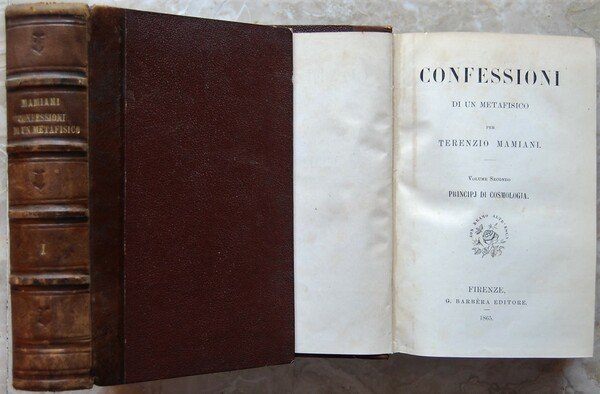 MAMIANI
CONFESSIONI
DI UN METAFISICO
I
CONFESSIONI
DI UN METAFISICO
PER
TERENZIO MAMIANI.
VOLUME SECONDO
PRINCIPJ DI COSMOLOGIA.
FIRENZE,
G. BARBÈRA EDITORE.
1865.